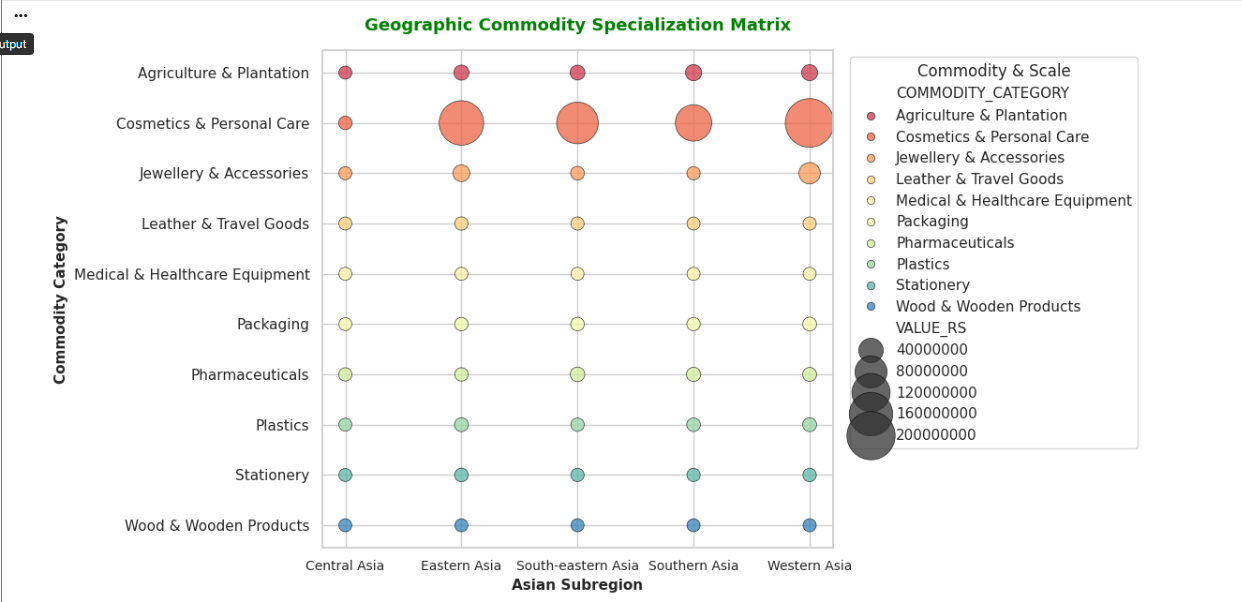 ...
utput
Geographic Commodity Specialization Matrix
Commodity Category
Agriculture & Plantation
Cosmetics & Personal Care
Jewellery & Accessories
Leather & Travel Goods
Medical & Healthcare Equipment
Packaging
Pharmaceuticals
Plastics
Stationery
Wood & Wooden Products
Central Asia
Eastern Asia
South-eastern Asia
Southern Asia
Western Asia
Asian Subregion
Commodity & Scale
COMMODITY_CATEGORY
Agriculture & Plantation
Cosmetics & Personal Care
Jewellery & Accessories
Leather & Travel Goods
Medical & Healthcare Equipment
Packaging
Pharmaceuticals
Plastics
Stationery
Wood & Wooden Products
VALUE_RS
40000000
80000000
120000000
160000000
200000000